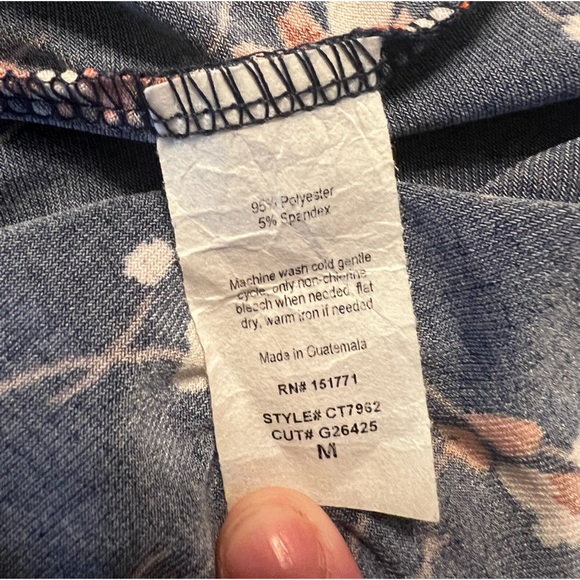 95% Polyester
5% Spandex
Machine wash cold gentle
cycle, only non-chlorine
bleach when needed, flat
dry, warm iron if needed
Made in Guatemala
RN# 151771
STYLE# CT7962
CUT# G26425
M